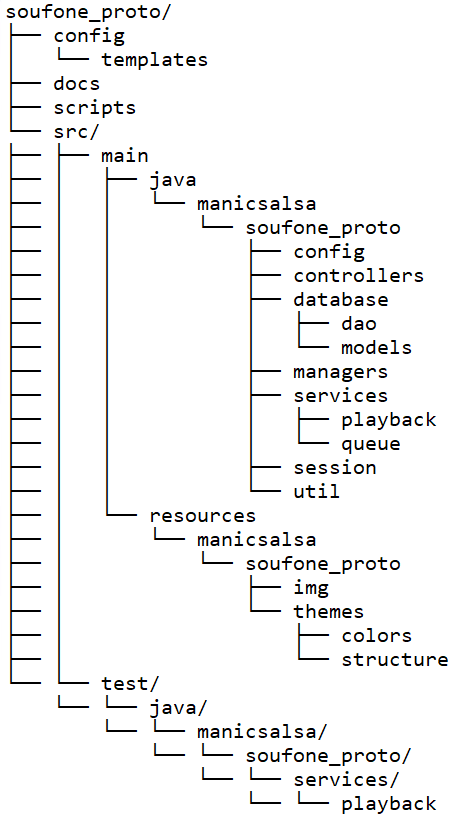 soufone_proto/
├── config
│   └── templates
├── docs
├── scripts
└── src/
├── ├── main
├── │   ├── java
├── │   │   └── manicsalsa
├── │   │       └── soufone_proto
├── │   │           ├── config
├── │   │           ├── controllers
├── │   │           ├── database
├── │   │           │   ├── dao
├── │   │           │   └── models
├── │   │           ├── managers
├── │   │           ├── services
├── │   │           │   ├── playback
├── │   │           │   └── queue
├── │   │           ├── session
├── │   │           └── util
├── │   └── resources
├── │       └── manicsalsa
├── │           └── soufone_proto
├── │               ├── img
├── │               └── themes
├── │                   ├── colors
├── │                   └── structure
└── └── test/
    └── └── java/
        └── └── manicsalsa/
            └── └── soufone_proto/
                └── └── services/
                    └── └── playback